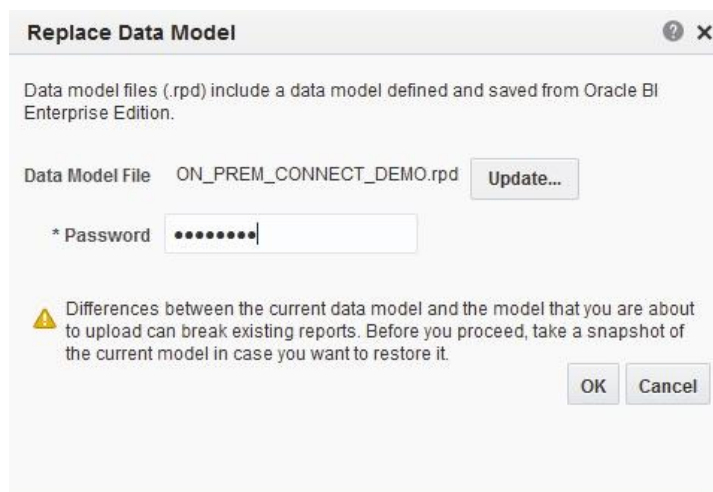 Replace Data Model
Data model files (.rpd) include a data model defined and saved from Oracle BI
Enterprise Edition.
Data Model File ON_PREM_CONNECT_DEMO.rpd Update...
* Password ••••••••
Differences between the current data model and the model that you are about
to upload can break existing reports. Before you proceed, take a snapshot of
the current model in case you want to restore it.
OK Cancel